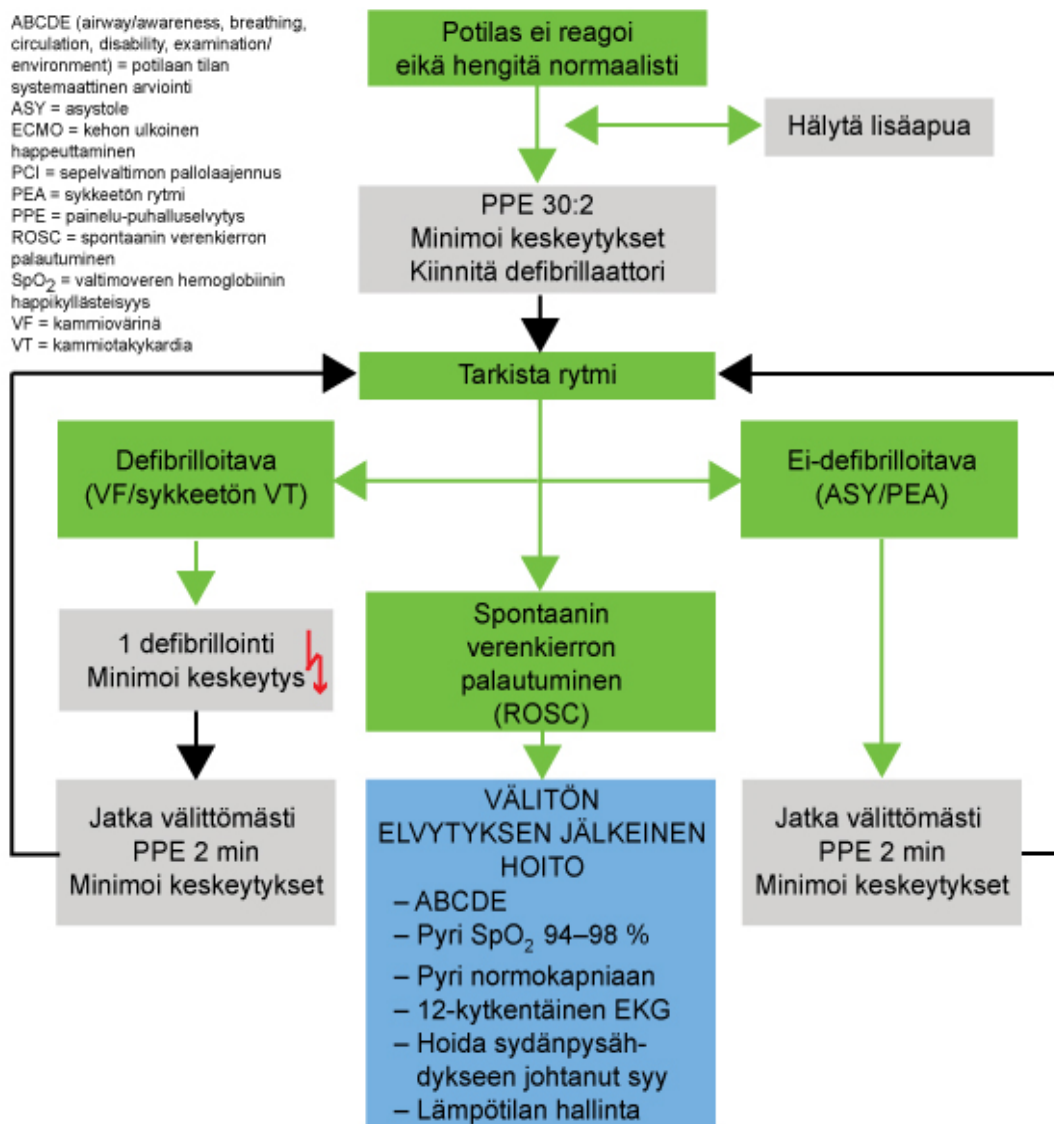 ABCDE (airway/awareness, breathing,
circulation, disability, examination/
environment) = potilaan tilan
systemaattinen arviointi
ASY = asystole
ECMO = kehon ulkoinen
happeuttaminen
PCI = sepelvaltimon pallolaajennus
PEA = sykkeetön rytmi
PPE = painelu-puhalluselvytys
ROSC = spontaanin verenkierron
palautuminen
SpO₂ = valtimoveren hemoglobiinin
happikyllästeisyys
VF = kammiovärinä
VT = kammiotakykardia
Potilas ei reagoi
eikä hengitä normaalisti
Hälytä lisäapua
PPE 30:2
Minimoi keskeytykset
Kiinnitä defibrillaattori
Tarkista rytmi
Defibrilloitava
(VF/sykkeetön VT)
Ei-defibrilloitava
(ASY/PEA)
1 defibrillointi
Minimoi keskeytys
Spontaanin
verenkierron
palautuminen
(ROSC)
Jatka välittömästi
PPE 2 min
Minimoi keskeytykset
VÄLITÖN
ELVYTYKSEN JÄLKEINEN
HOITO
– ABCDE
– Pyri SpO₂ 94–98 %
– Pyri normokapniaan
– 12-kytkentäinen EKG
– Hoida sydänpysäh-
dykseen johtanut syy
– Lämpötilan hallinta
Jatka välittömästi
PPE 2 min
Minimoi keskeytykset